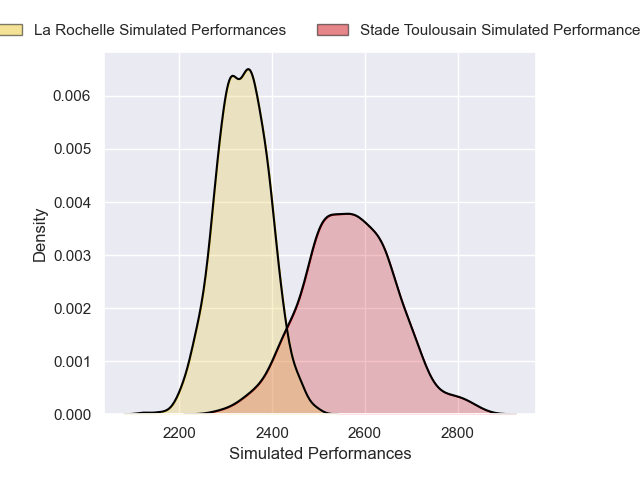 La Rochelle Simulated Performances
Stade Toulousain Simulated Performance
0.006
0.005
0.004
0.003
0.002
0.001
0.000
Density
2200 2400 2600 2800
Simulated Performances